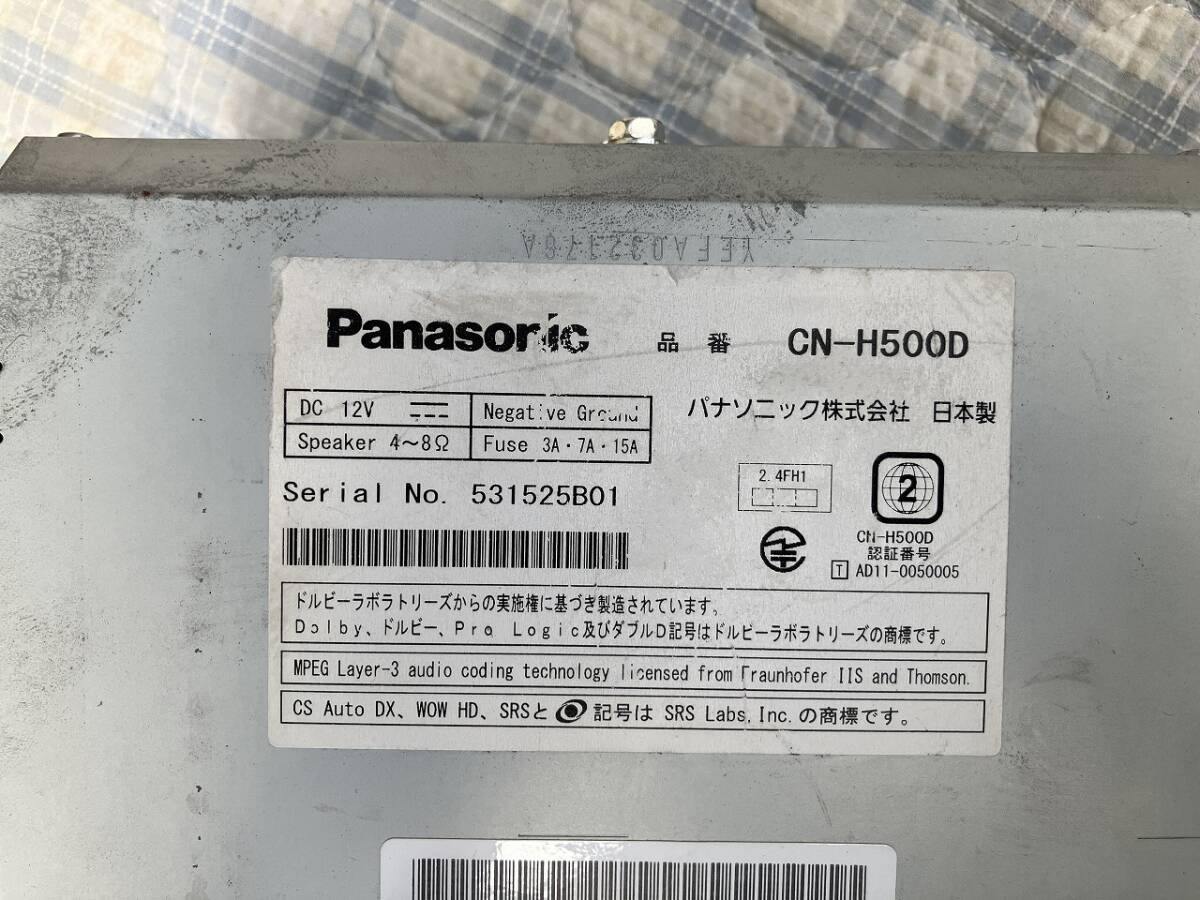 YEFA032178A
Panasonic 品番 CN-H500D
DC 12V Negative Ground
Speaker 4～8Ω Fuse 3A・7A・15A
パナソニック株式会社 日本製
Serial No. 531525B01
2.4FH1
2
CN-H500D
認証番号
T AD11-0050005
ドルビーラボラトリーズからの実施権に基づき製造されています。
Dolby、ドルビー、Pro Logic及びダブルD記号はドルビーラボラトリーズの商標です。
MPEG Layer-3 audio coding technology licensed from Fraunhofer IIS and Thomson.
CS Auto DX、WOW HD、SRSと記号は SRS Labs, Inc. の商標です。